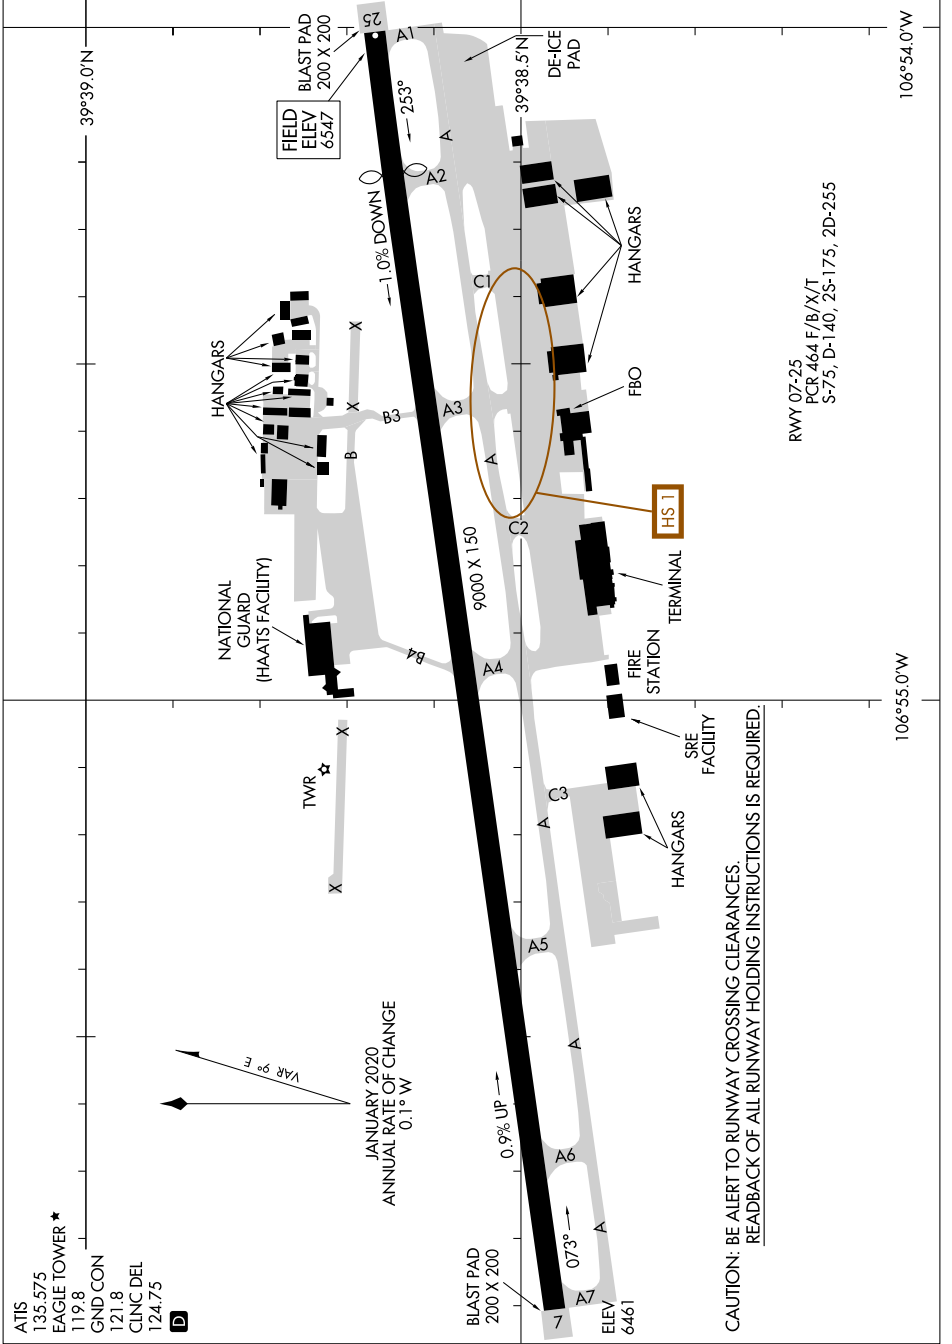 ATIS
135.575
EAGLE TOWER
119.8
GND CON
121.8
CLNC DEL
124.75
D
VAR 9° E
JANUARY 2020
ANNUAL RATE OF CHANGE
0.1° W
39°39.0'N
39°38.5'N
106°54.0'W
106°55.0'W
25
BLAST PAD
200 X 200
FIELD
ELEV
6547
253°
1.0% DOWN
A1
A
A2
DE-ICE
PAD
HANGARS
C1
HANGARS
X
X
B3
B
A3
A
FBO
HS 1
C2
9000 X 150
TERMINAL
NATIONAL
GUARD
(HAATS FACILITY)
B4
A4
FIRE
STATION
SRE
FACILITY
X
TWR
X
C3
A
HANGARS
A5
A
0.9% UP
A6
073°
A
A7
ELEV
6461
7
BLAST PAD
200 X 200
RWY 07-25
PCR 464 F/B/X/T
S-75, D-140, 2S-175, 2D-255
CAUTION: BE ALERT TO RUNWAY CROSSING CLEARANCES.
READBACK OF ALL RUNWAY HOLDING INSTRUCTIONS IS REQUIRED.